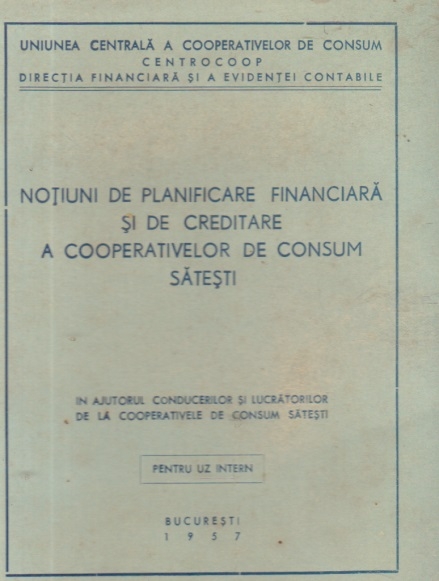 UNIUNEA CENTRALĂ A COOPERATIVELOR DE CONSUM
CENTROCOOP
DIRECȚIA FINANCIARĂ ȘI A EVIDENȚEI CONTABILE
NOȚIUNI DE PLANIFICARE FINANCIARĂ
ȘI DE CREDITARE
A COOPERATIVELOR DE CONSUM
SĂTEȘTI
IN AJUTORUL CONDUCERILOR ȘI LUCRĂTORILOR
DE LA COOPERATIVELE DE CONSUM SĂTEȘTI
PENTRU UZ INTERN
BUCUREȘTI
1957